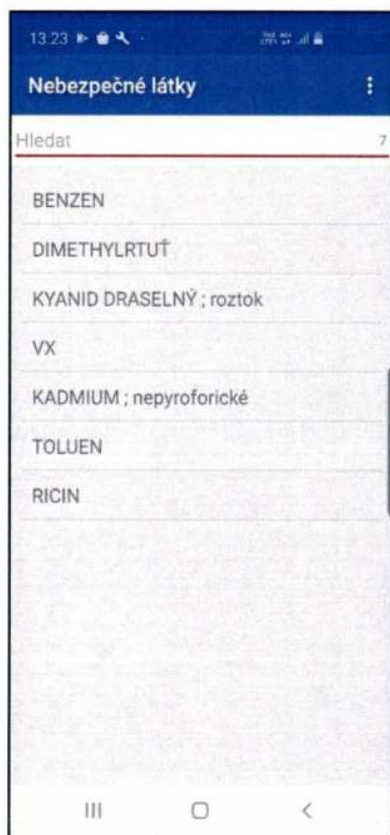 13:23
Nebezpečné látky
Hledat 7
BENZEN
DIMETHYLRTUŤ
KYANID DRASELNÝ ; roztok
VX
KADMIUM ; nepyroforické
TOLUEN
RICIN